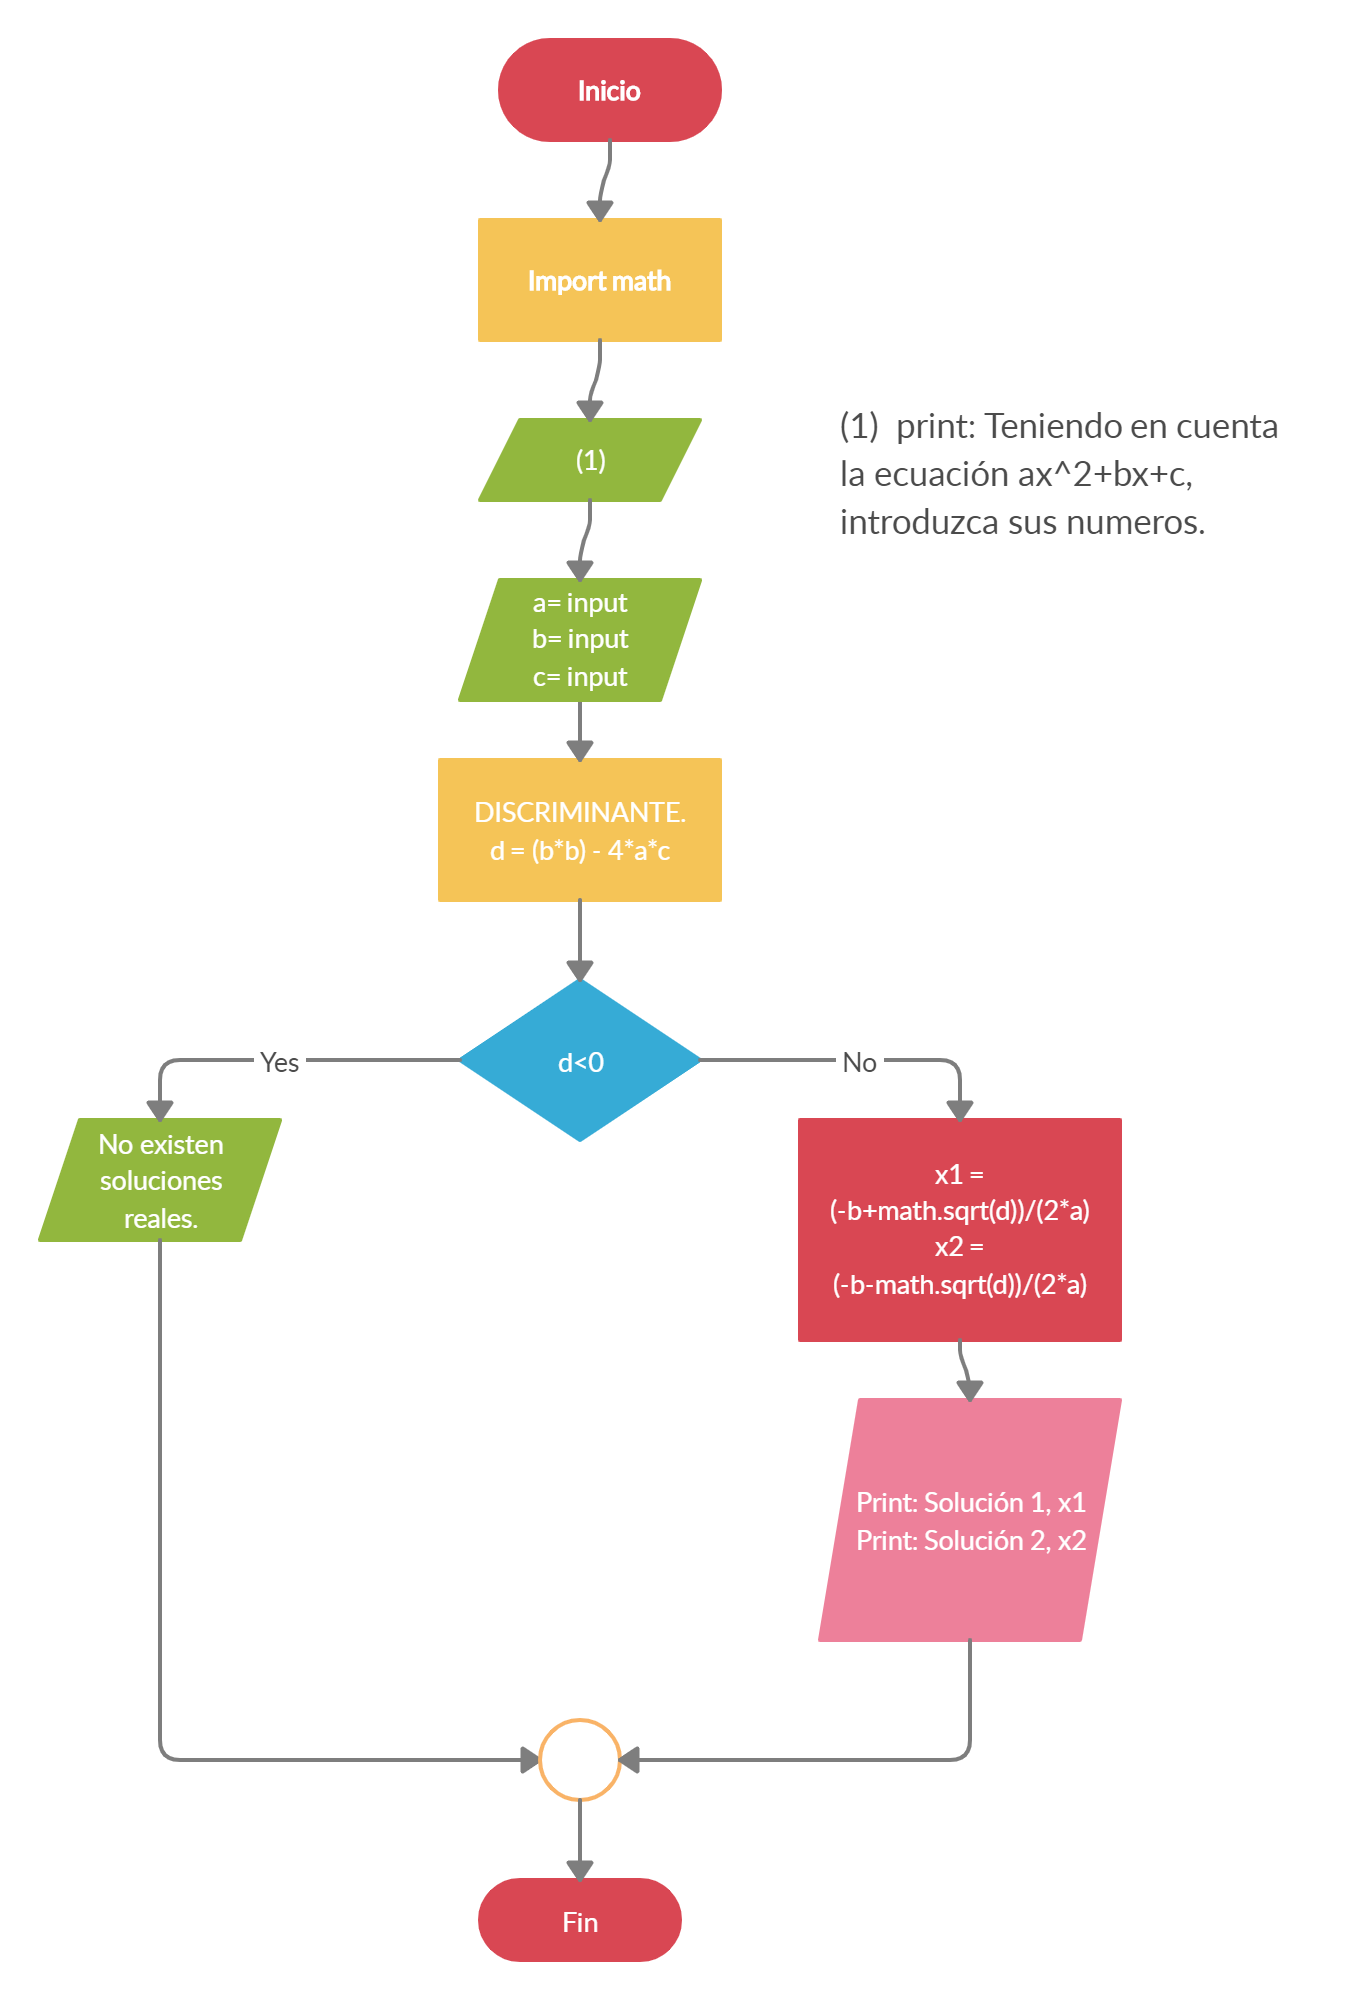 Inicio
Import math
(1)
(1)  print: Teniendo en cuenta
la ecuación ax^2+bx+c,
introduzca sus numeros.
a= input
b= input
c= input
DISCRIMINANTE.
d = (b*b) - 4*a*c
d<0
Yes
No
No existen
soluciones
reales.
x1 =
(-b+math.sqrt(d))/(2*a)
x2 =
(-b-math.sqrt(d))/(2*a)
Print: Solución 1, x1
Print: Solución 2, x2
Fin